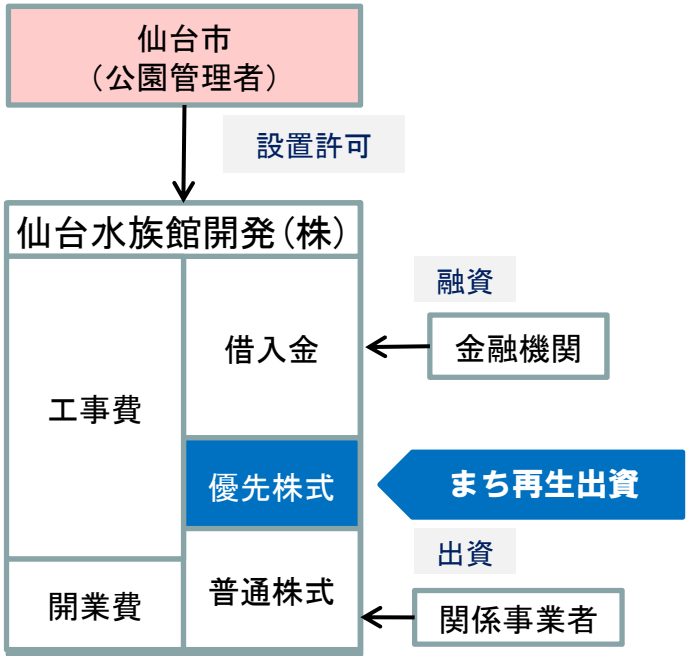 仙台市
（公園管理者）
設置許可
仙台水族館開発（株）
融資
借入金
金融機関
工事費
優先株式
まち再生出資
出資
普通株式
開業費
関係事業者